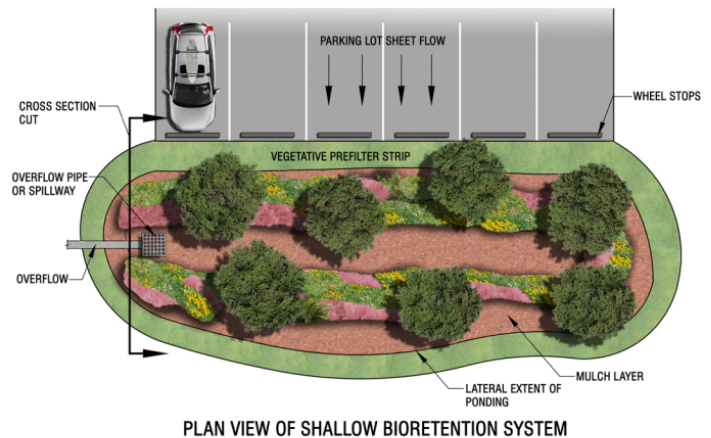 PARKING LOT SHEET FLOW
CROSS SECTION
CUT
WHEEL STOPS
VEGETATIVE PREFILTER STRIP
OVERFLOW PIPE
OR SPILLWAY
OVERFLOW
MULCH LAYER
LATERAL EXTENT OF
PONDING
PLAN VIEW OF SHALLOW BIORETENTION SYSTEM